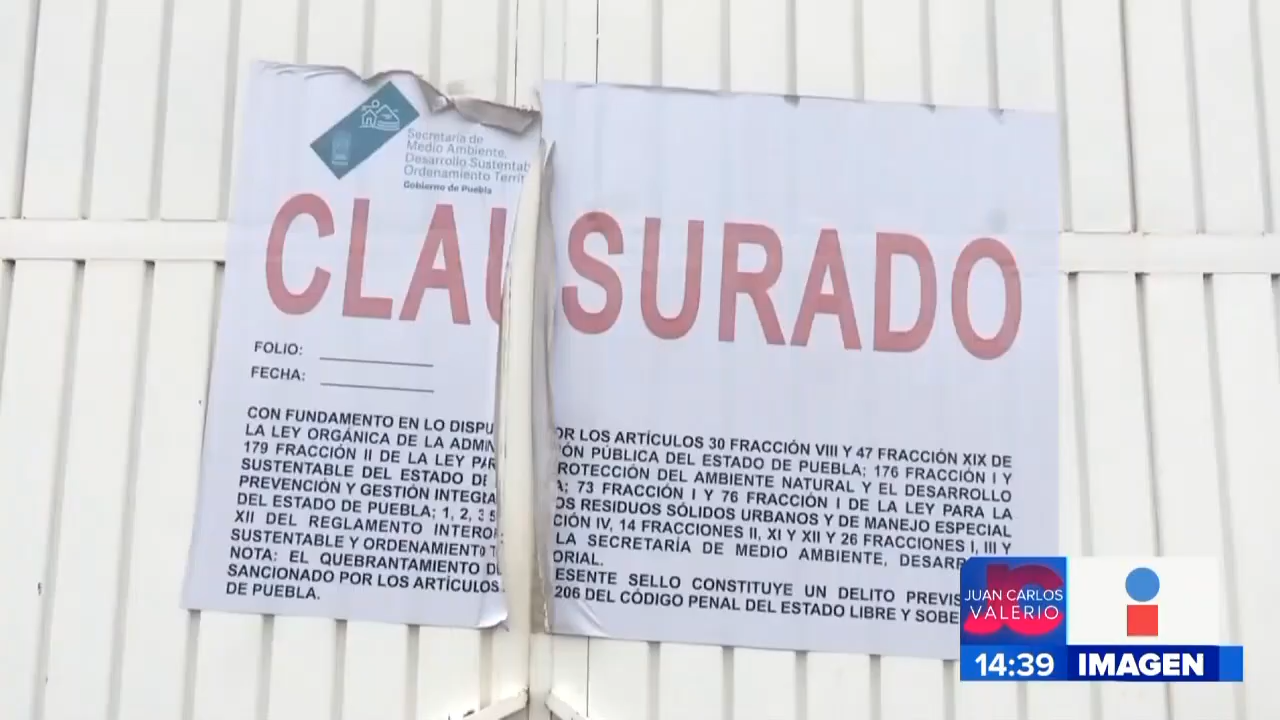 Secretaría de
Medio Ambiente,
Desarrollo Sustentab
Ordenamiento Territ
Gobierno de Puebla
CLAUSURADO
FOLIO:
FECHA:
CON FUNDAMENTO EN LO DISPU OR LOS ARTÍCULOS 30 FRACCIÓN VIII Y 47 FRACCIÓN XIX DE
LA LEY ORGÁNICA DE LA ADMIN IÓN PÚBLICA DEL ESTADO DE PUEBLA; 176 FRACCIÓN I Y
179 FRACCIÓN II DE LA LEY PAR ROTECCIÓN DEL AMBIENTE NATURAL Y EL DESARROLLO
SUSTENTABLE DEL ESTADO DE A; 73 FRACCIÓN I Y 76 FRACCIÓN I DE LA LEY PARA LA
PREVENCIÓN Y GESTIÓN INTEGRA OS RESIDUOS SÓLIDOS URBANOS Y DE MANEJO ESPECIAL
DEL ESTADO DE PUEBLA; 1, 2, 3 5 CIÓN IV, 14 FRACCIONES II, XI Y XII Y 26 FRACCIONES I, III Y
XII DEL REGLAMENTO INTERIOR LA SECRETARÍA DE MEDIO AMBIENTE, DESARR
SUSTENTABLE Y ORDENAMIENTO T ORIAL.
NOTA: EL QUEBRANTAMIENTO D ESENTE SELLO CONSTITUYE UN DELITO PREVIS
SANCIONADO POR LOS ARTÍCULOS 206 DEL CÓDIGO PENAL DEL ESTADO LIBRE Y SOBE
DE PUEBLA.
JUAN CARLOS
VALERIO
14:39 IMAGEN